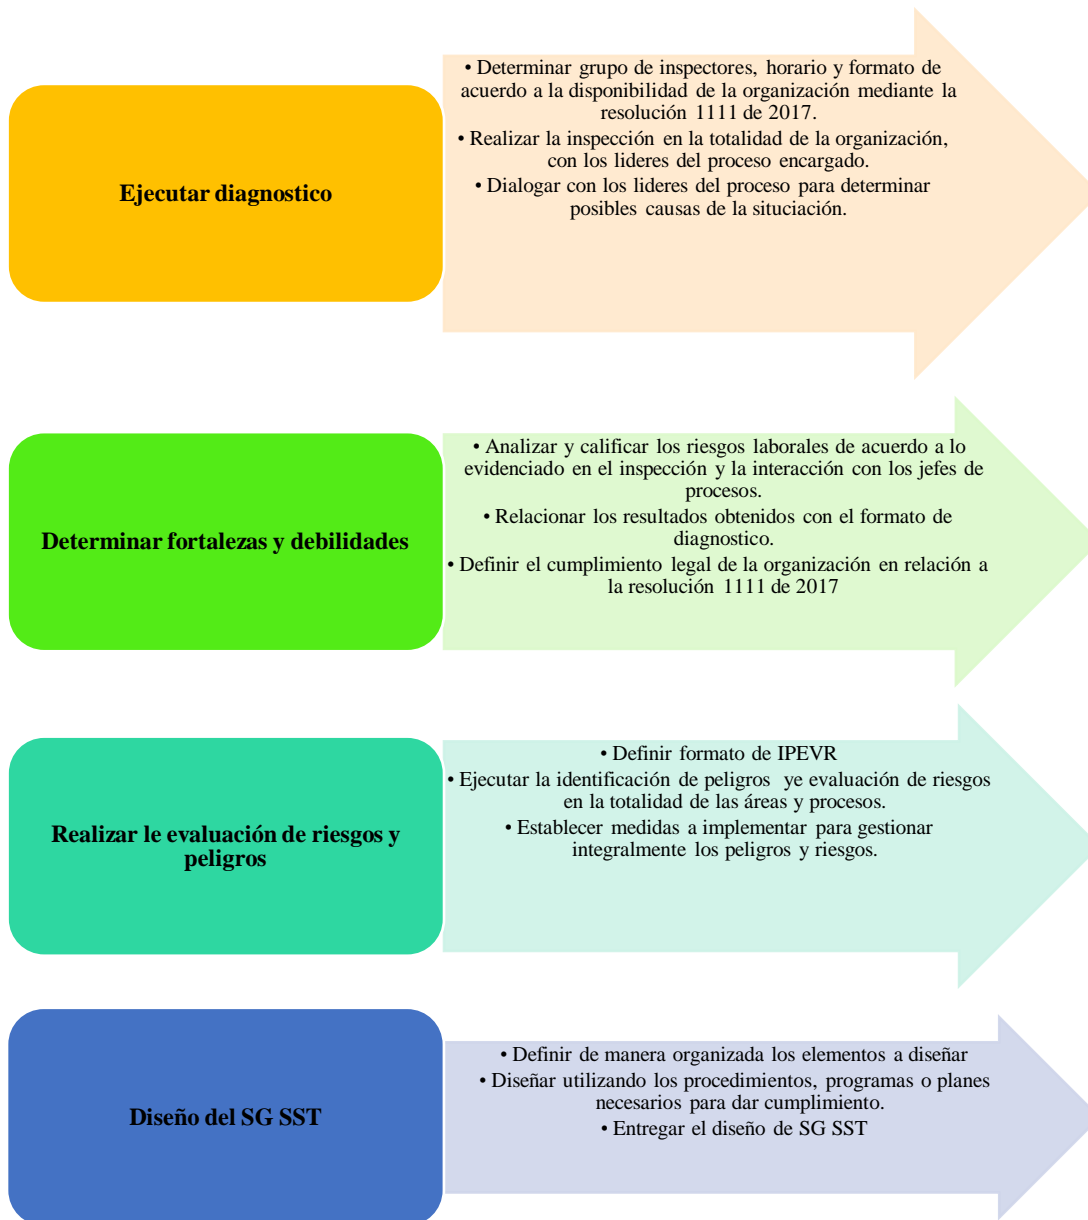 Ejecutar diagnostico
• Determinar grupo de inspectores, horario y formato de
acuerdo a la disponibilidad de la organización mediante la
resolución 1111 de 2017.
• Realizar la inspección en la totalidad de la organización,
con los lideres del proceso encargado.
• Dialogar con los lideres del proceso para determinar
posibles causas de la situciación.
Determinar fortalezas y debilidades
• Analizar y calificar los riesgos laborales de acuerdo a lo
evidenciado en el inspección y la interacción con los jefes de
procesos.
• Relacionar los resultados obtenidos con el formato de
diagnostico.
• Definir el cumplimiento legal de la organización en relación a
la resolución 1111 de 2017
Realizar le evaluación de riesgos y
peligros
• Definir formato de IPEVR
• Ejecutar la identificación de peligros ye evaluación de riesgos
en la totalidad de las áreas y procesos.
• Establecer medidas a implementar para gestionar
integralmente los peligros y riesgos.
Diseño del SG SST
• Definir de manera organizada los elementos a diseñar
• Diseñar utilizando los procedimientos, programas o planes
necesarios para dar cumplimiento.
• Entregar el diseño de SG SST